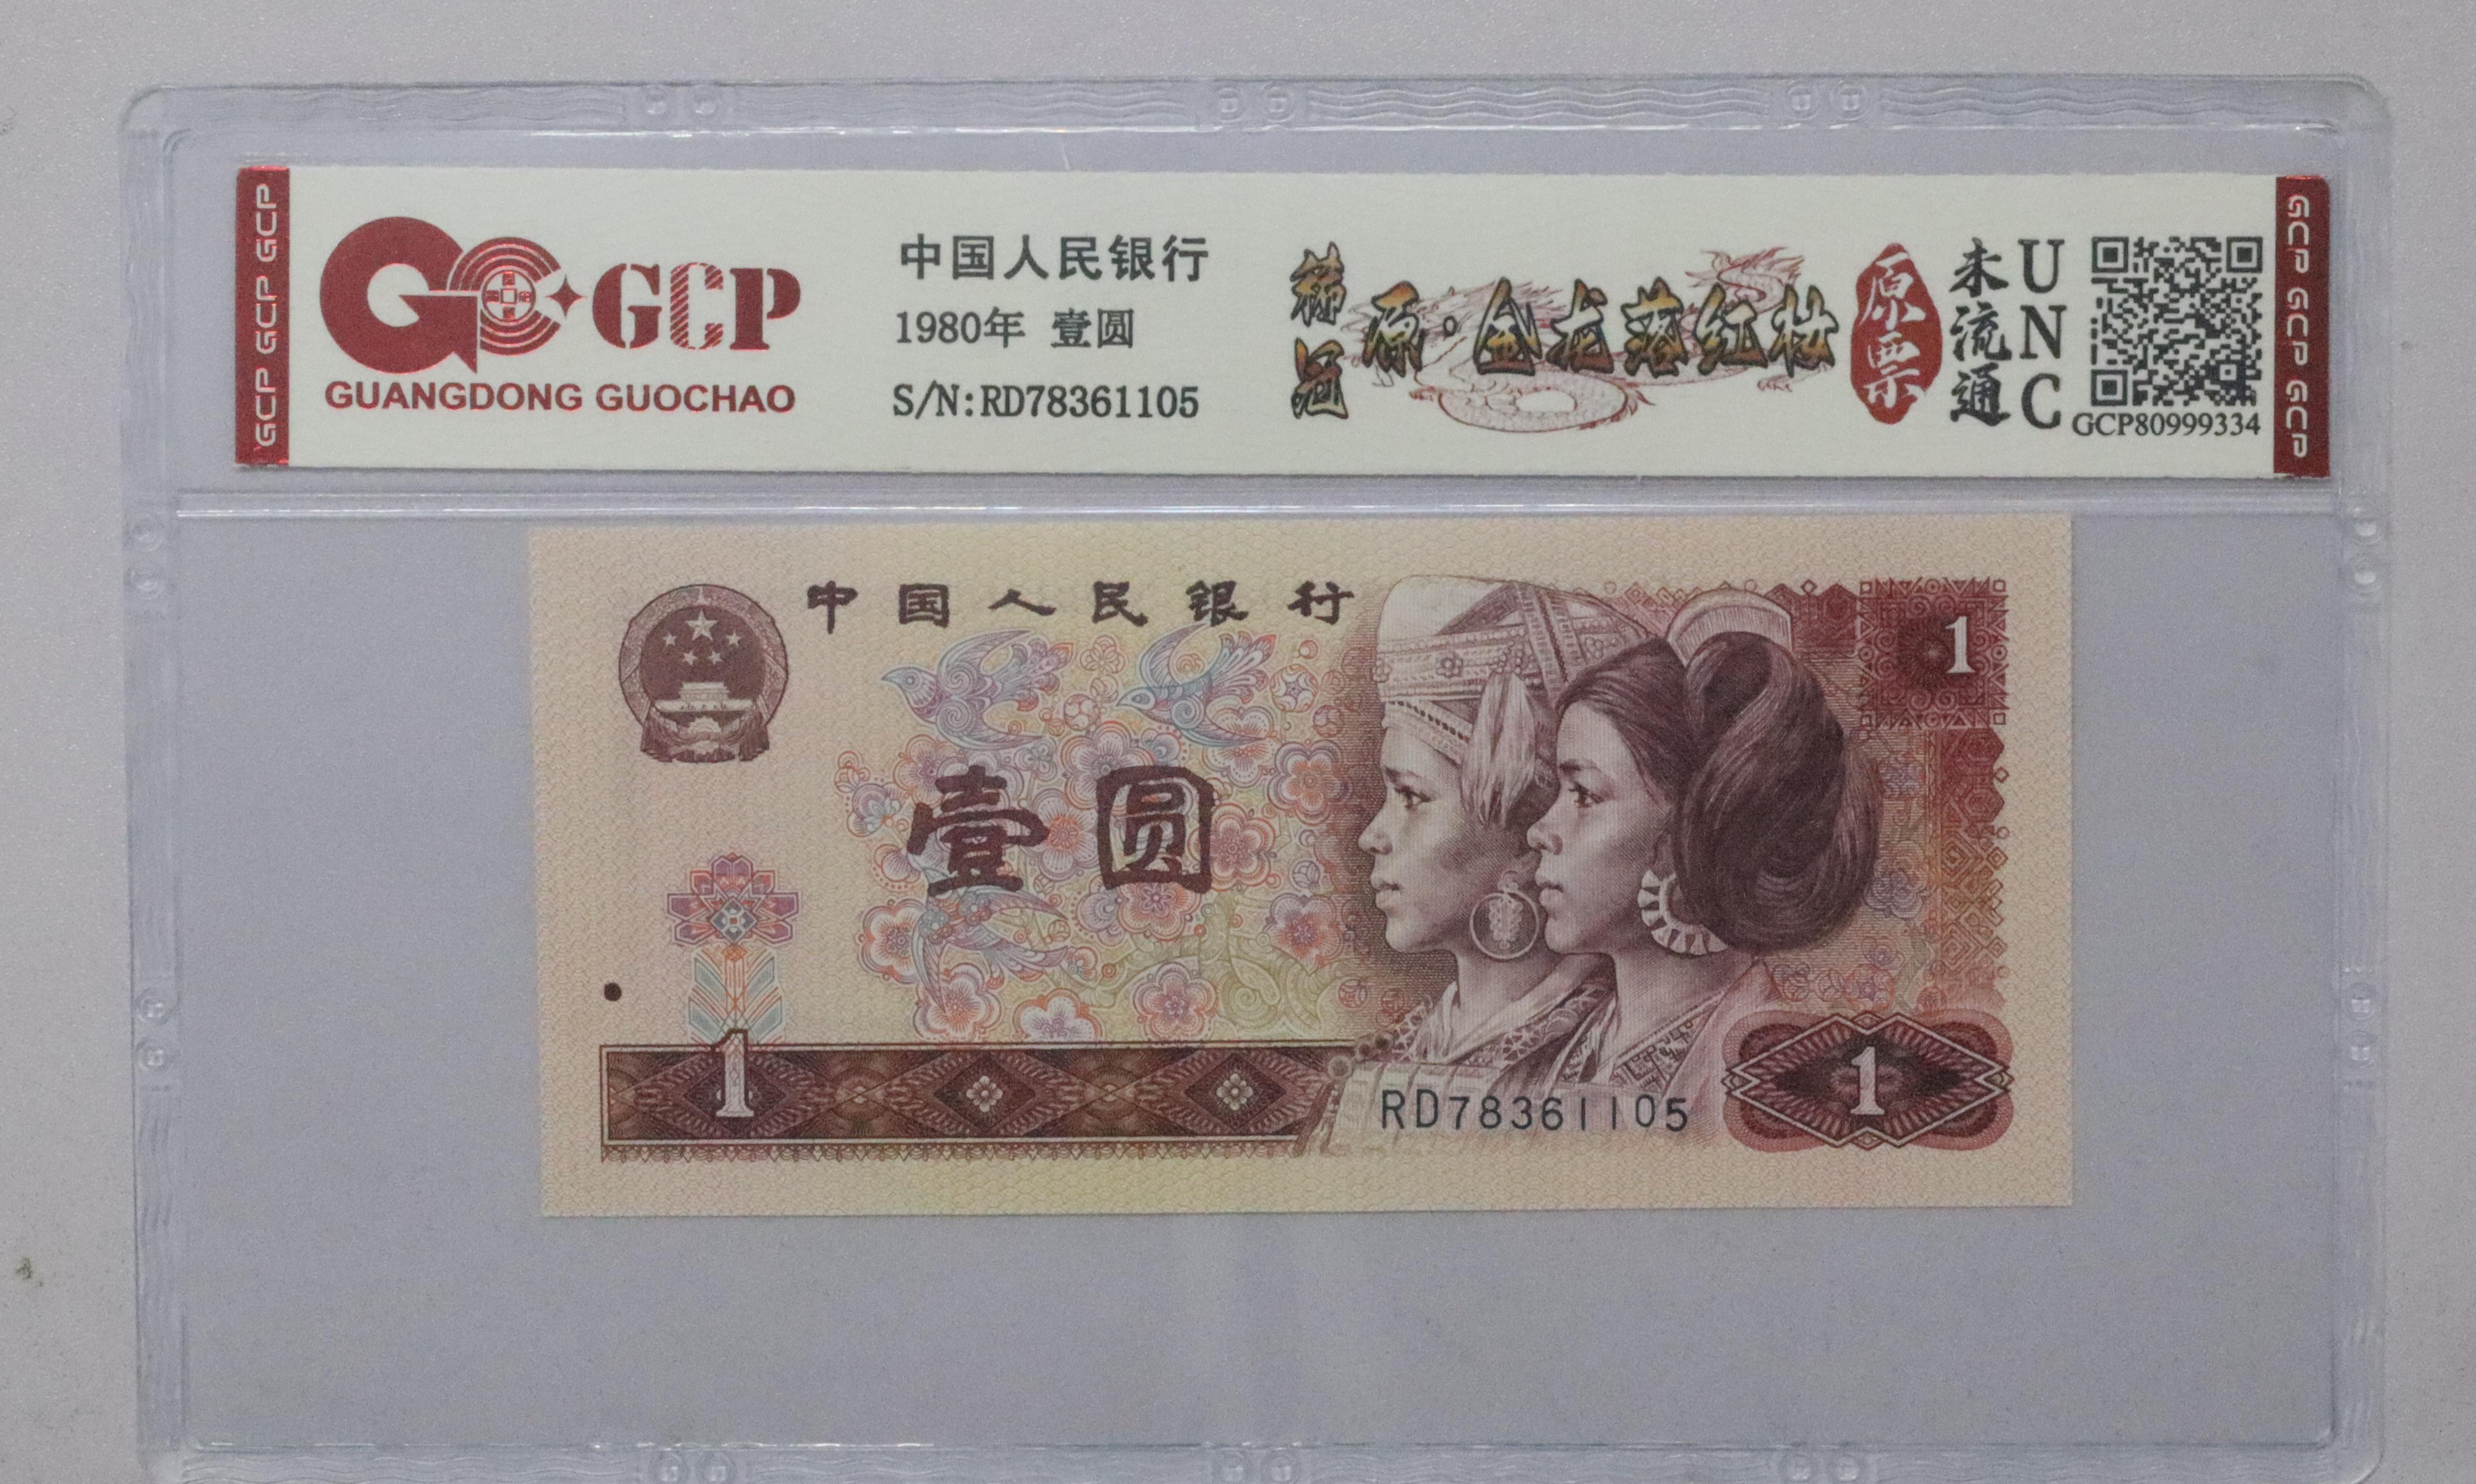 GCP GCP GCP
GCP
GUANGDONG GUOCHAO
中国人民银行
1980年 壹圆
S/N:RD78361105
稀冠
原·金龙落红妆
原票
未流通
UNC
GCP80999334
GCP GCP GCP
中国人民银行
1
壹圆
1
1
RD78361105